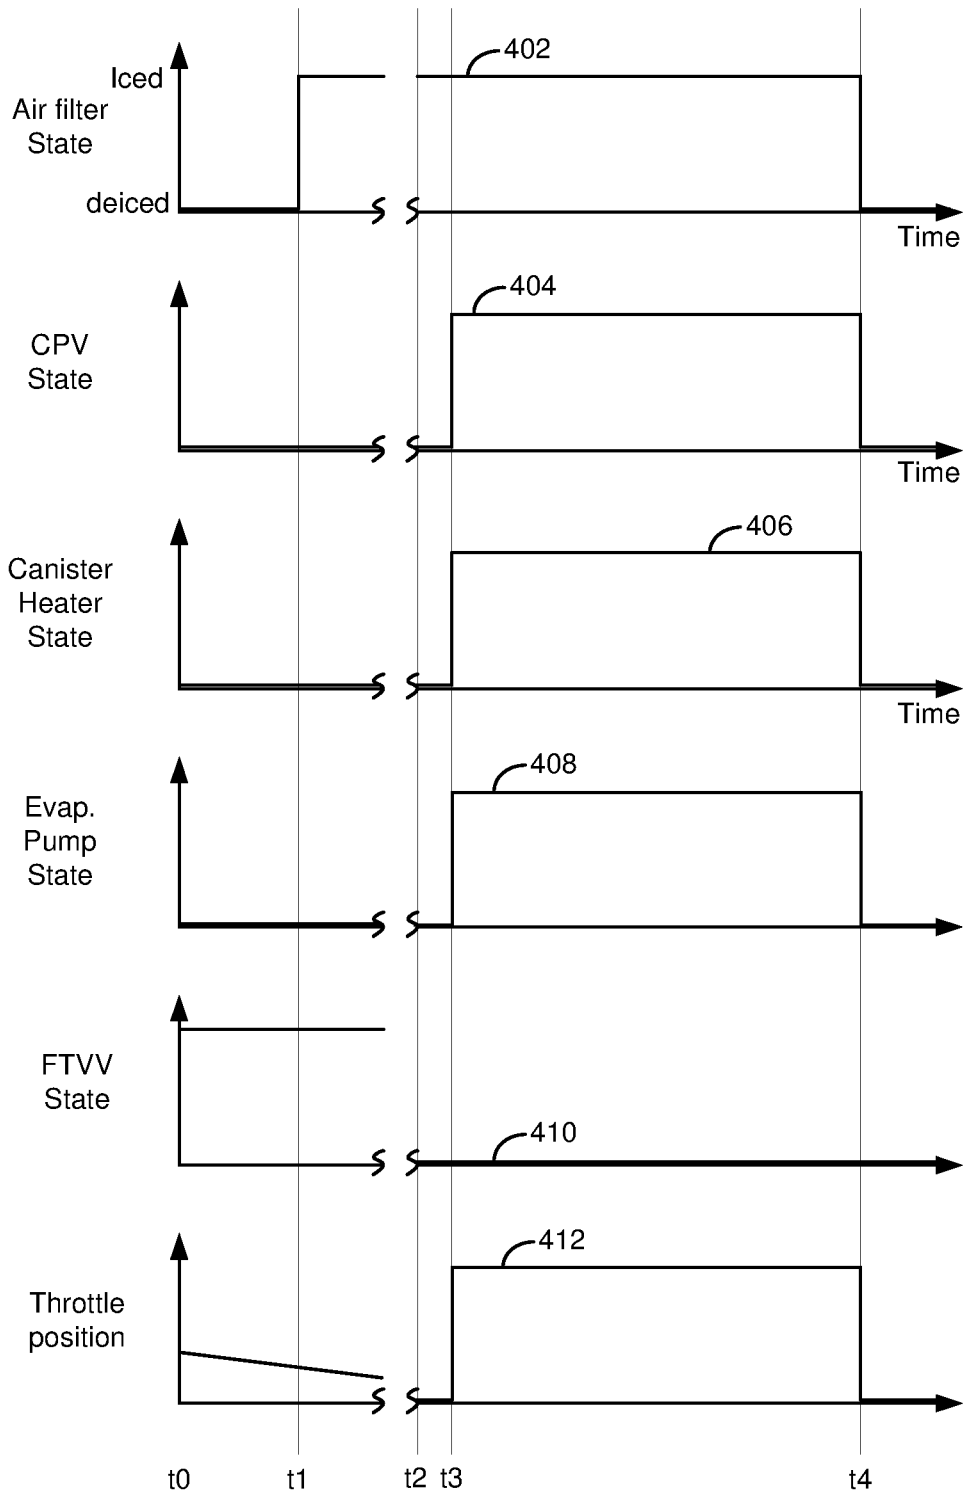 402
Iced
Air filter
State
deiced
Time
404
CPV
State
Time
406
Canister
Heater
State
Time
408
Evap.
Pump
State
FTVV
State
410
412
Throttle
position
t0 t1 t2 t3 t4